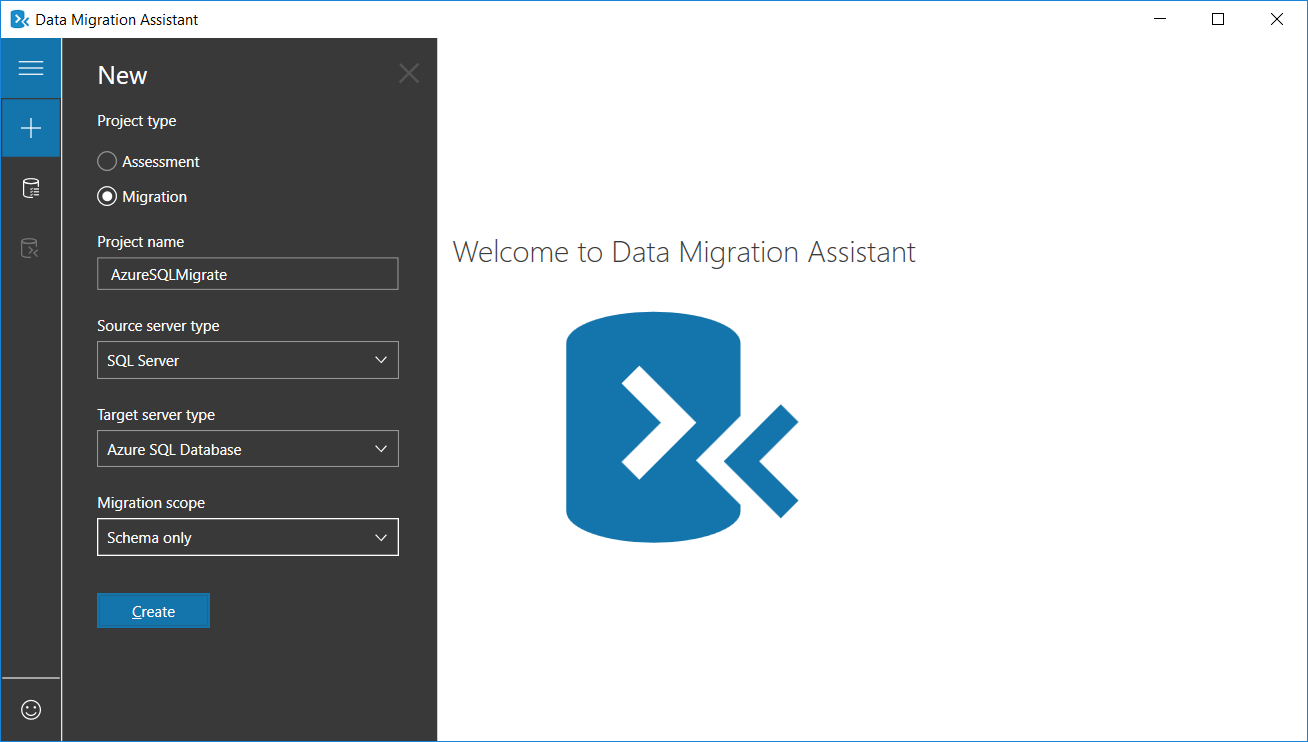 Data Migration Assistant
New
Project type
Assessment
Migration
Project name
AzureSQLMigrate
Source server type
SQL Server
Target server type
Azure SQL Database
Migration scope
Schema only
Create
Welcome to Data Migration Assistant